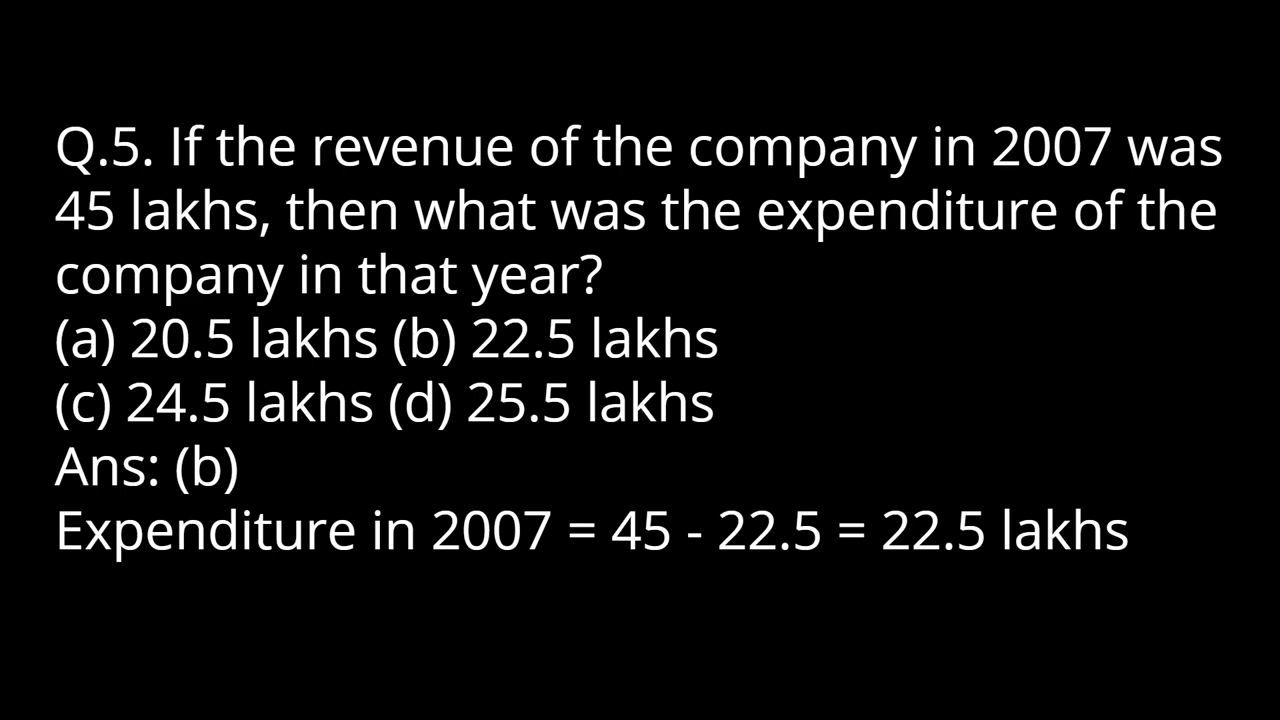 Q.5. If the revenue of the company in 2007 was
45 lakhs, then what was the expenditure of the
company in that year?
(a) 20.5 lakhs (b) 22.5 lakhs
(c) 24.5 lakhs (d) 25.5 lakhs
Ans: (b)
Expenditure in 2007 = 45 - 22.5 = 22.5 lakhs